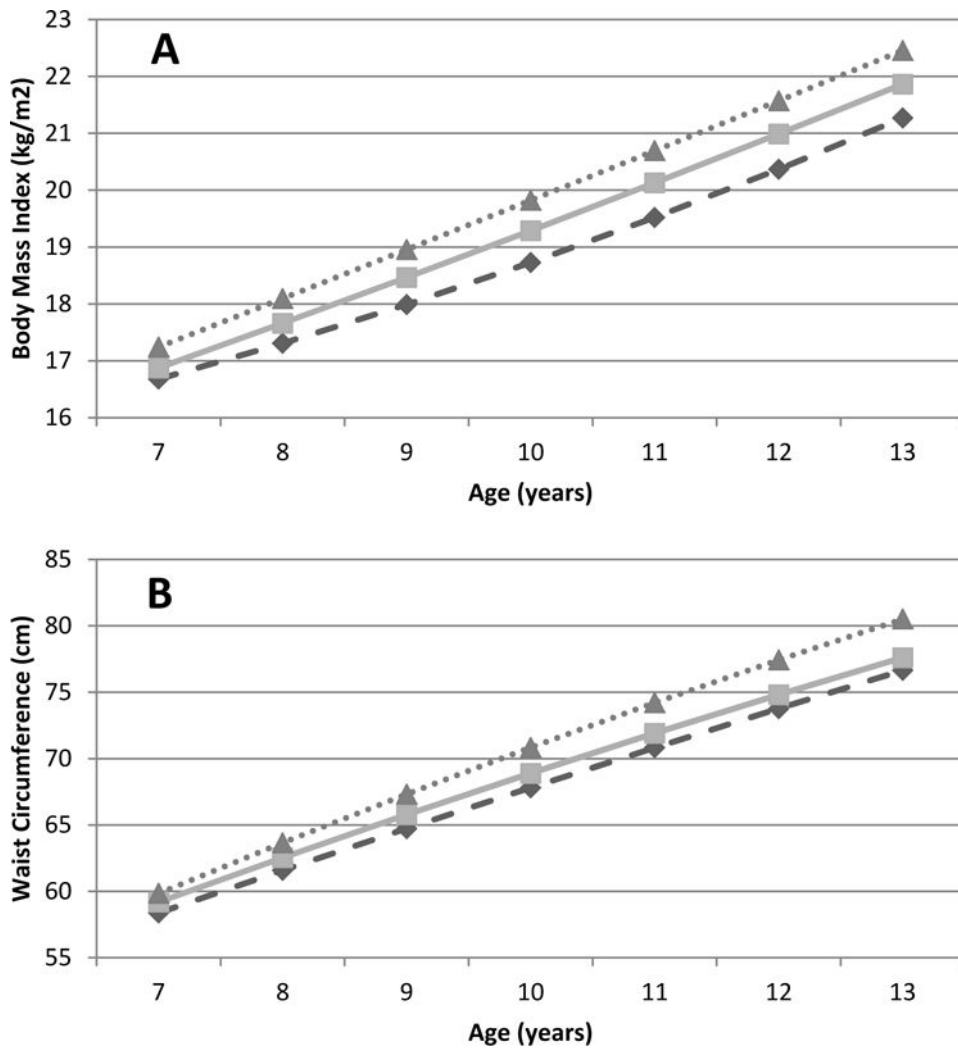 A
Body Mass Index (kg/m2)
23
22
21
20
19
18
17
16
7 8 9 10 11 12 13
Age (years)
B
Waist Circumference (cm)
85
80
75
70
65
60
55
7 8 9 10 11 12 13
Age (years)